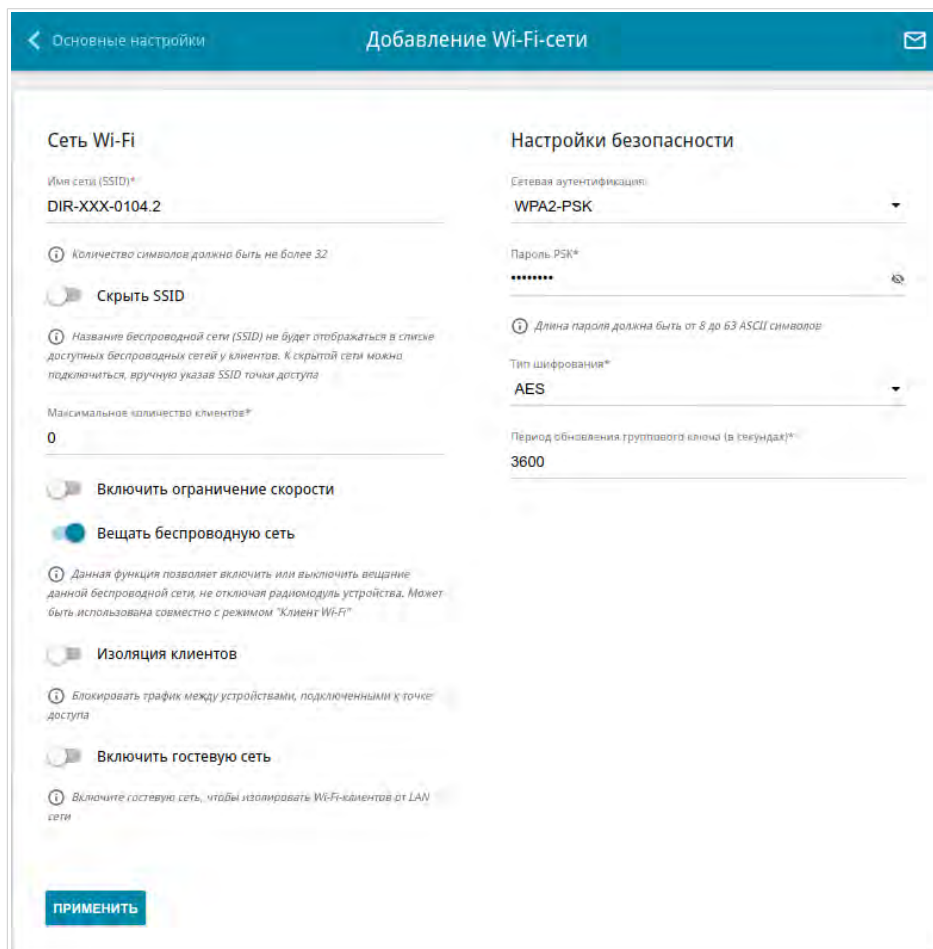 Основные настройки
Добавление Wi-Fi-сети
Сеть Wi-Fi
Имя сети (SSID)*
DIR-XXX-0104.2
Количество символов должно быть не более 32
Скрыть SSID
Название беспроводной сети (SSID) не будет отображаться в списке
доступных беспроводных сетей у клиентов. К скрытой сети можно
подключиться, вручную указав SSID точки доступа
Максимальное количество клиентов*
0
Включить ограничение скорости
Вещать беспроводную сеть
Данная функция позволяет включить или выключить вещание
данной беспроводной сети, не отключая радиомодуль устройства. Может
быть использована совместно с режимом "Клиент Wi-Fi"
Изоляция клиентов
Блокировать трафик между устройствами, подключенными к точке
доступа
Включить гостевую сеть
Включите гостевую сеть, чтобы изолировать Wi-Fi-клиентов от LAN
сети
ПРИМЕНИТЬ
Настройки безопасности
Сетевая аутентификация
WPA2-PSK
Пароль PSK*
••••••••
Длина пароля должна быть от 8 до 63 ASCII символов
Тип шифрования*
AES
Период обновления группового ключа (в секундах)*
3600